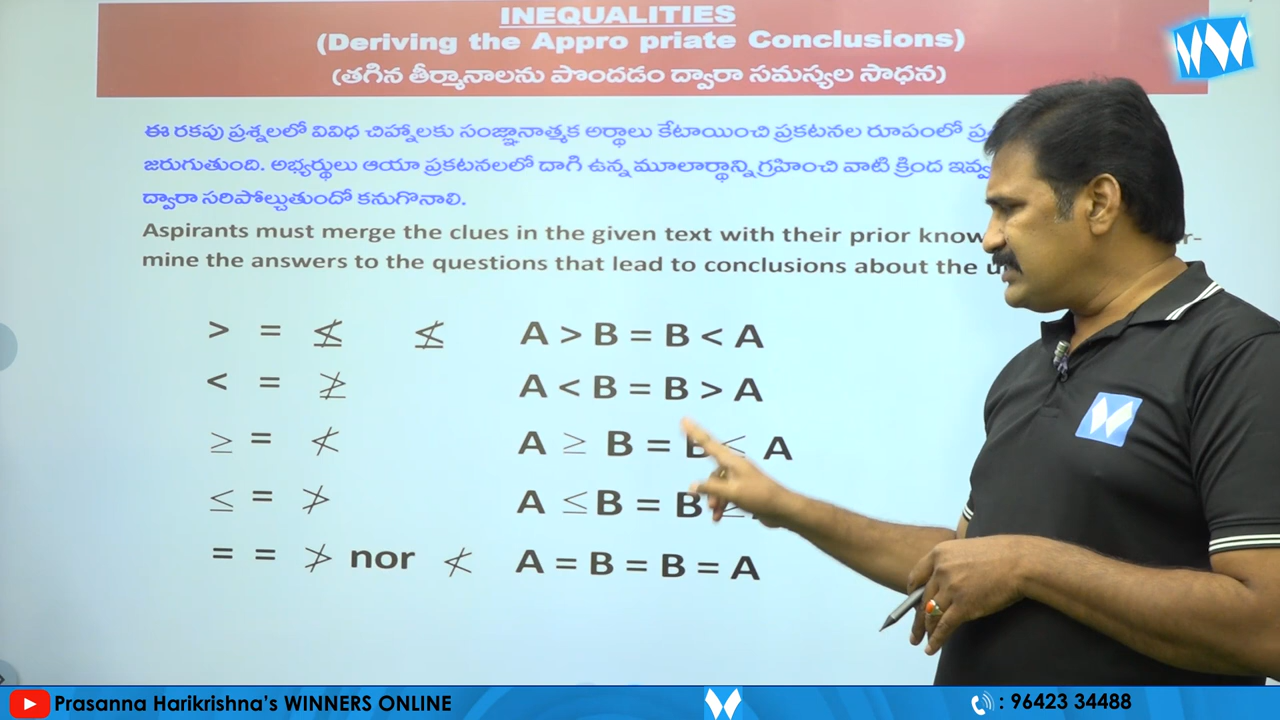 INEQUALITIES
(Deriving the Appro priate Conclusions)
(తగిన తీర్మానాలను పొందడం ద్వారా సమస్యల సాధన)
ఈ రకపు ప్రశ్నలలో వివిధ చిహ్నాలకు సంజ్ఞానాత్మక అర్థాలు కేటాయించి ప్రకటనల రూపంలో
జరుగుతుంది. అభ్యర్థులు ఆయా ప్రకటనలలో దాగి ఉన్న మూలార్థాన్ని గ్రహించి వాటి క్రింద
ద్వారా సరిపోల్చుతుందో కనుగొనాలి.
Aspirants must merge the clues in the given text with their prior
mine the answers to the questions that lead to conclusions about the
> = ≰ ≰ A > B = B < A
< = ≱ A < B = B > A
≥ = ≮ A ≥ B = B ≤ A
≤ = ≯ A ≤ B = B ≥
= = ≯ nor ≮ A = B = B = A
Prasanna Harikrishna's WINNERS ONLINE
: 96423 34488